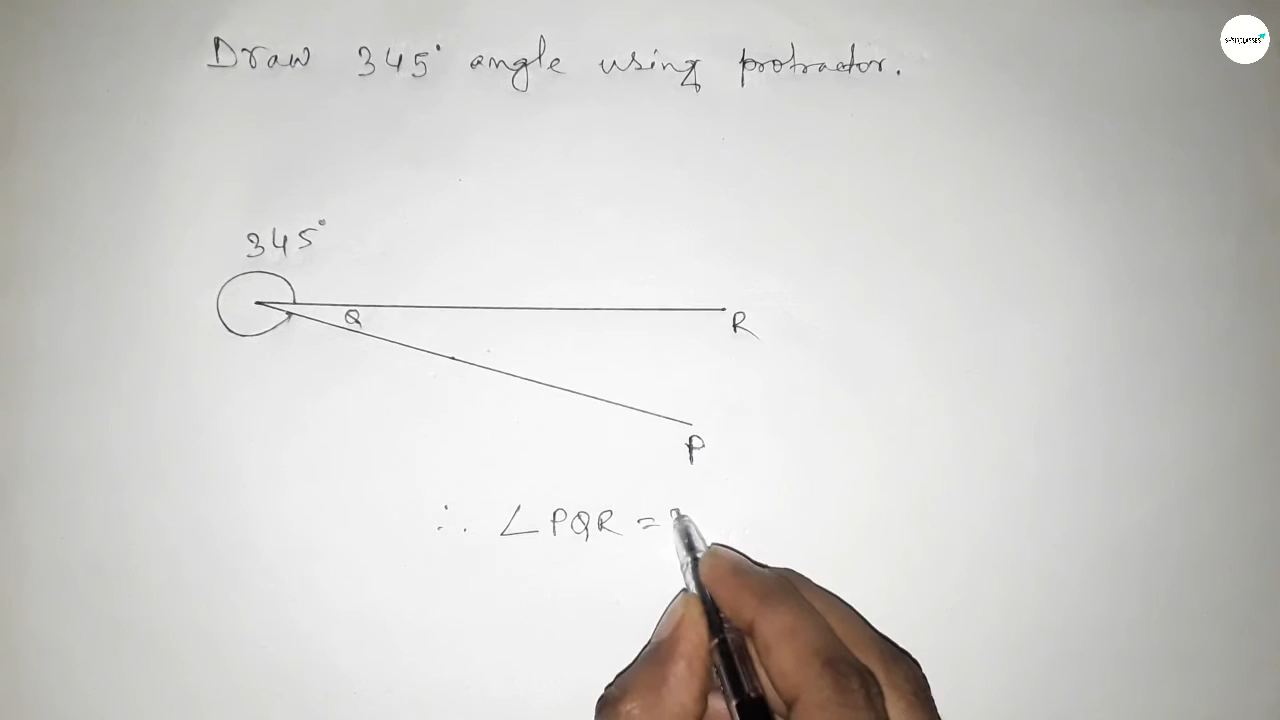 Draw 345° angle using protractor.
345°
Q
R
P
∴ ∠PQR =